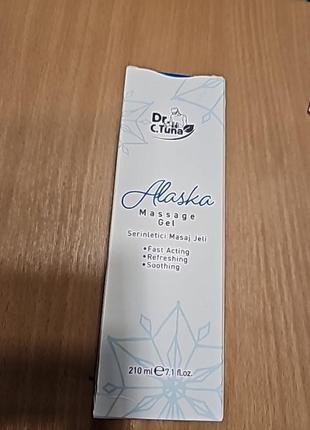 Dr.
C.Tuna
Alaska
Massage
Gel
Serinletici Masaj Jeli
•Fast Acting
•Refreshing
•Soothing
210 ml ℮ 7.1 fl.oz.